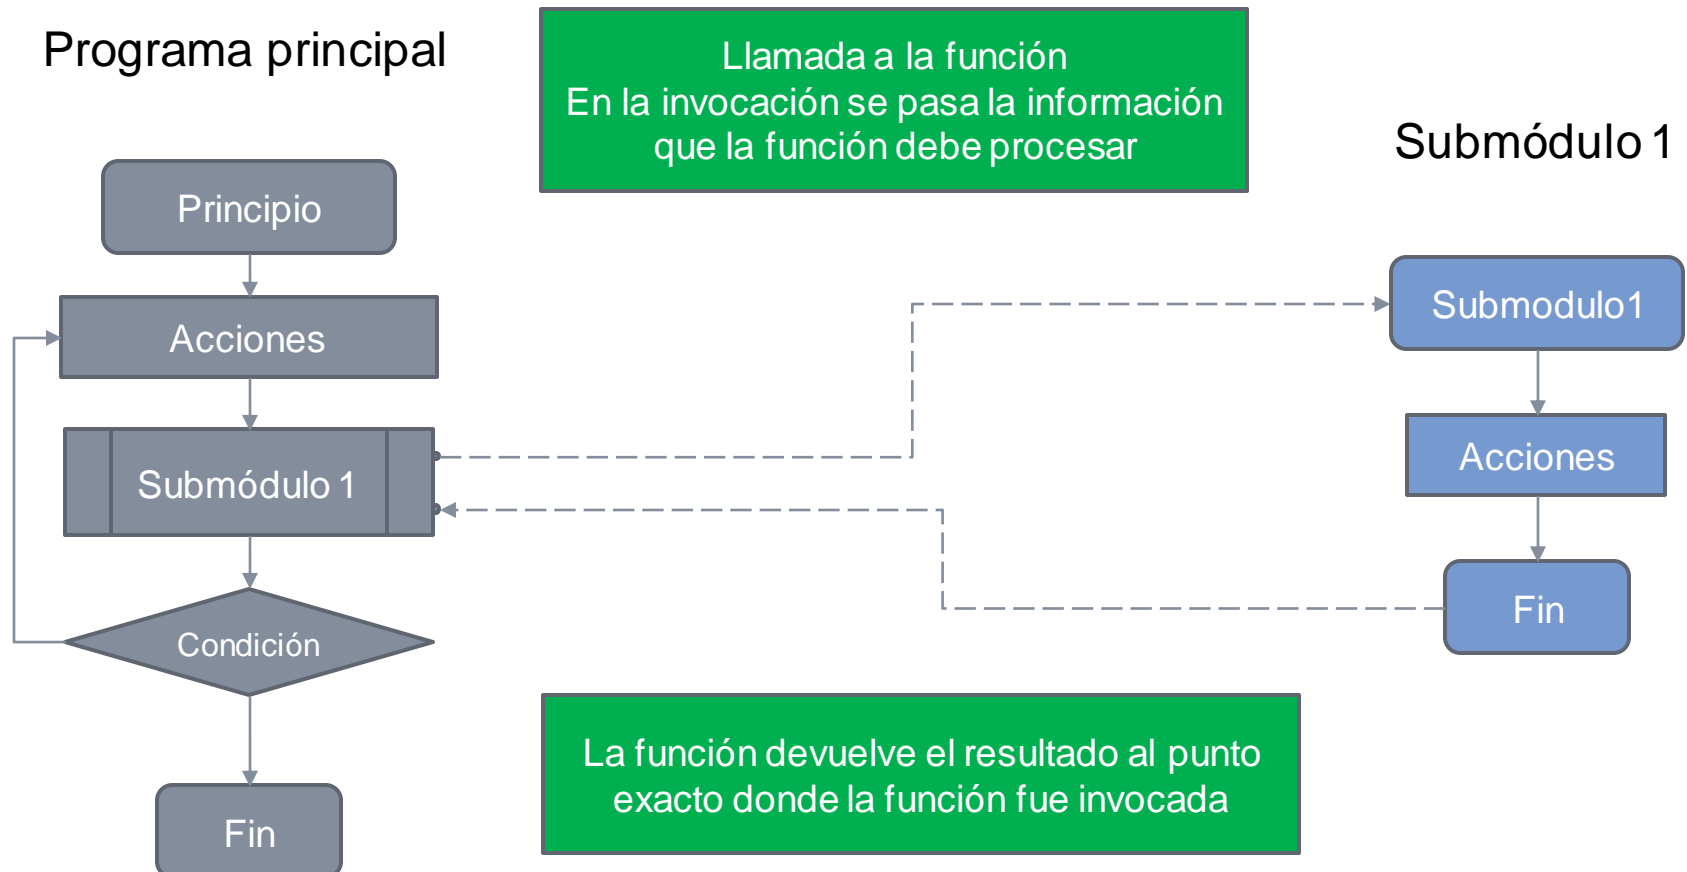 Programa principal
Llamada a la función
En la invocación se pasa la información
que la función debe procesar
Submódulo 1
Principio
Acciones
Submódulo 1
Condición
Fin
Submodulo1
Acciones
Fin
La función devuelve el resultado al punto
exacto donde la función fue invocada